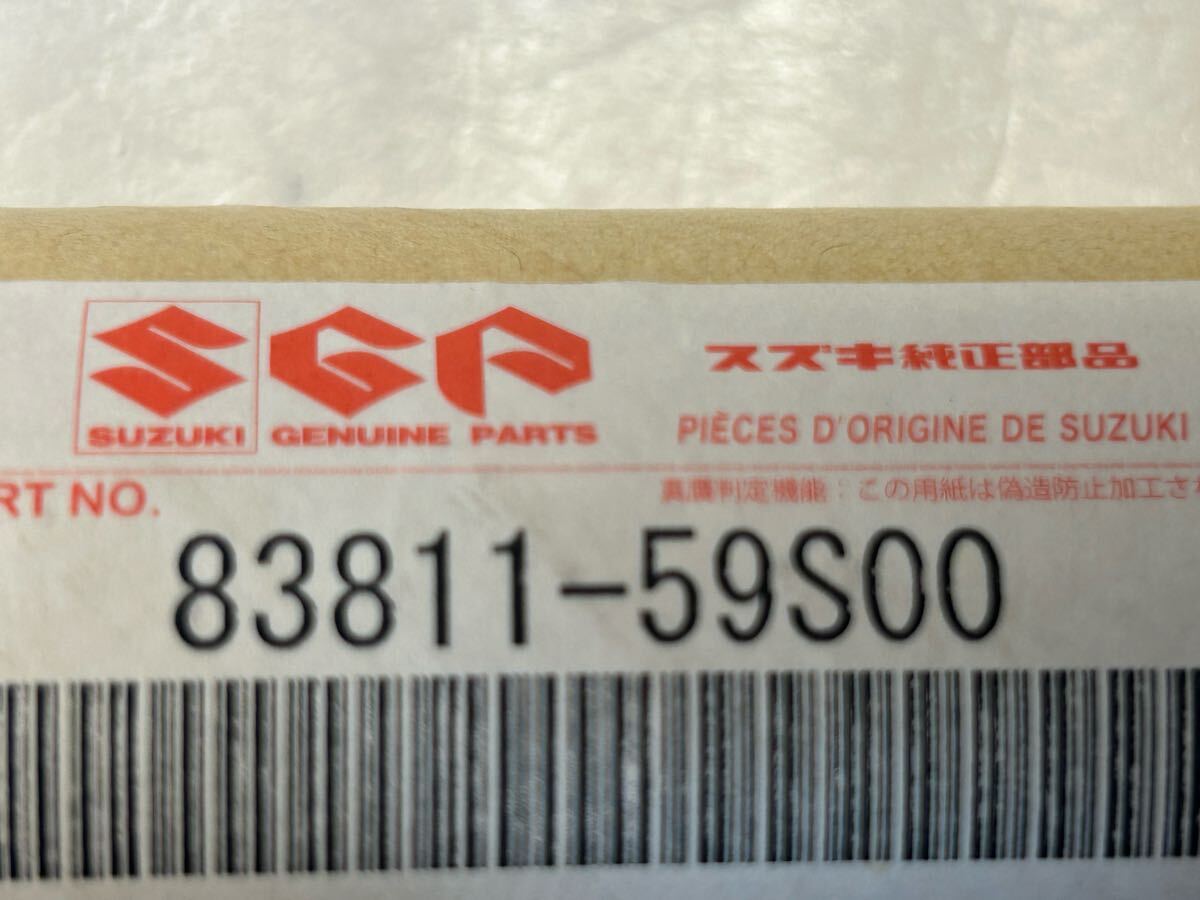 SGP
SUZUKI GENUINE PARTS
スズキ純正部品
PIÈCES D'ORIGINE DE SUZUKI
RT NO.
真贋判定機能：この用紙は偽造防止加工され
83811-59S00